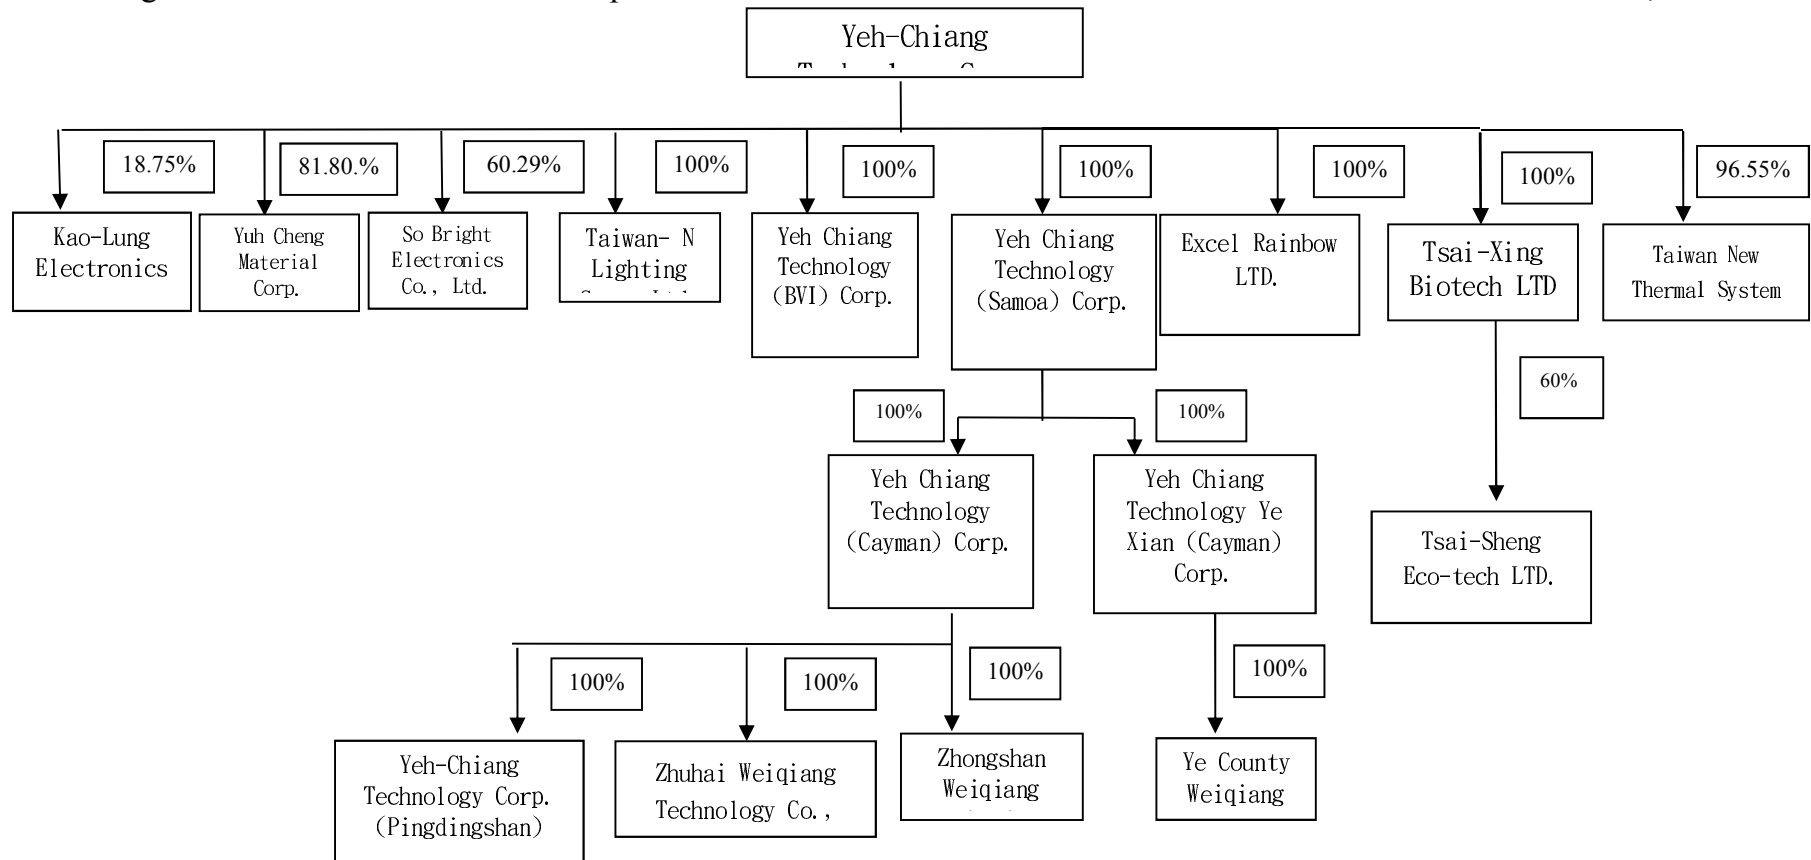 Yeh-Chiang
18.75%
81.80.%
60.29%
100%
100%
100%
100%
100%
96.55%
Kao-Lung
Electronics
Yuh Cheng
Material
Corp.
So Bright
Electronics
Co., Ltd.
Taiwan- N
Lighting
Yeh Chiang
Technology
(BVI) Corp.
Yeh Chiang
Technology
(Samoa) Corp.
Excel Rainbow
LTD.
Tsai-Xing
Biotech LTD
Taiwan New
Thermal System
60%
100%
100%
Yeh Chiang
Technology
(Cayman) Corp.
Yeh Chiang
Technology Ye
Xian (Cayman)
Corp.
Tsai-Sheng
Eco-tech LTD.
100%
100%
100%
100%
Yeh-Chiang
Technology Corp.
(Pingdingshan)
Zhuhai Weiqiang
Technology Co.,
Zhongshan
Weiqiang
Ye County
Weiqiang